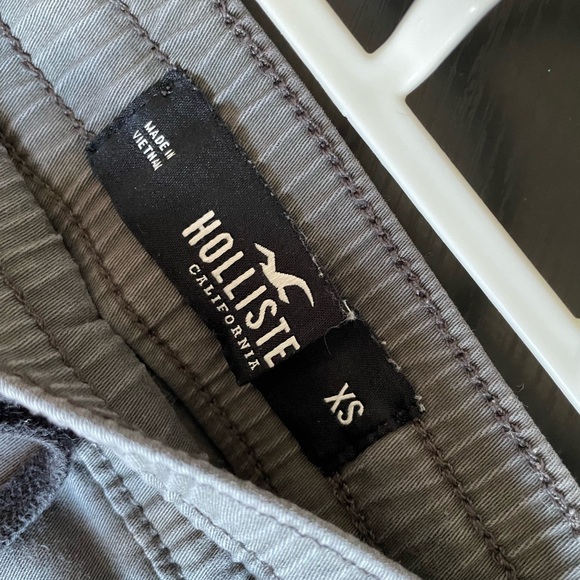 MADE IN
VIETNAM
HOLLISTE
CALIFORNIA
XS